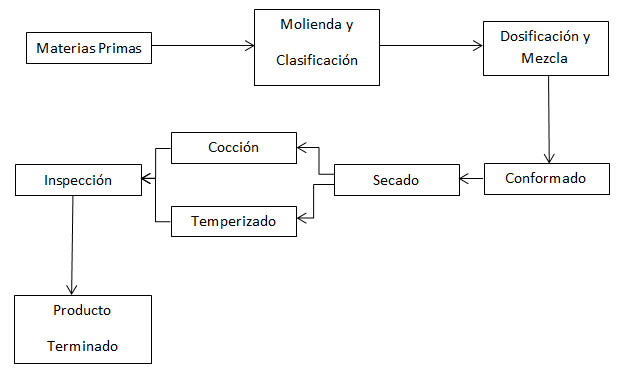 Materias Primas
Molienda y
Clasificación
Dosificación y
Mezcla
Conformado
Secado
Cocción
Temperizado
Inspección
Producto
Terminado